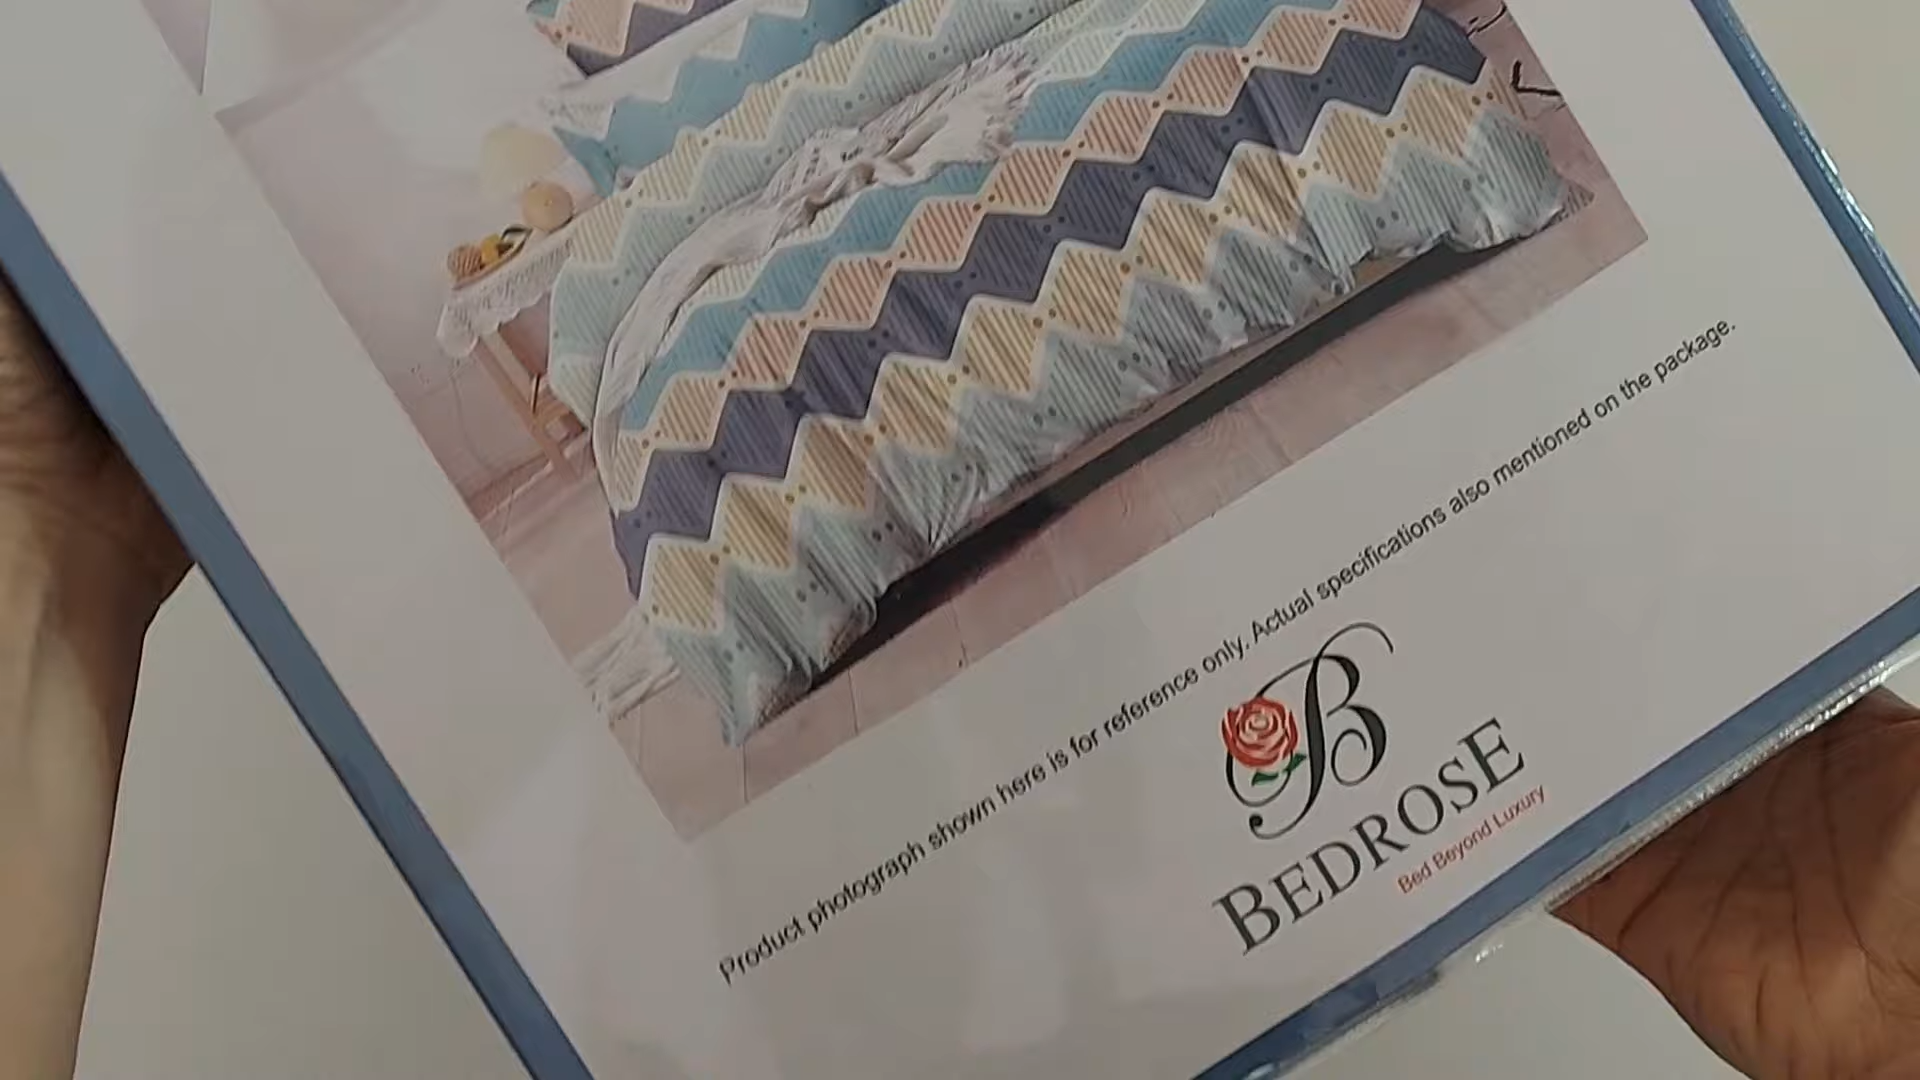 Product photograph shown here is for reference only. Actual specifications also mentioned on the package.
B
BEDROSE
Bed Beyond Luxury